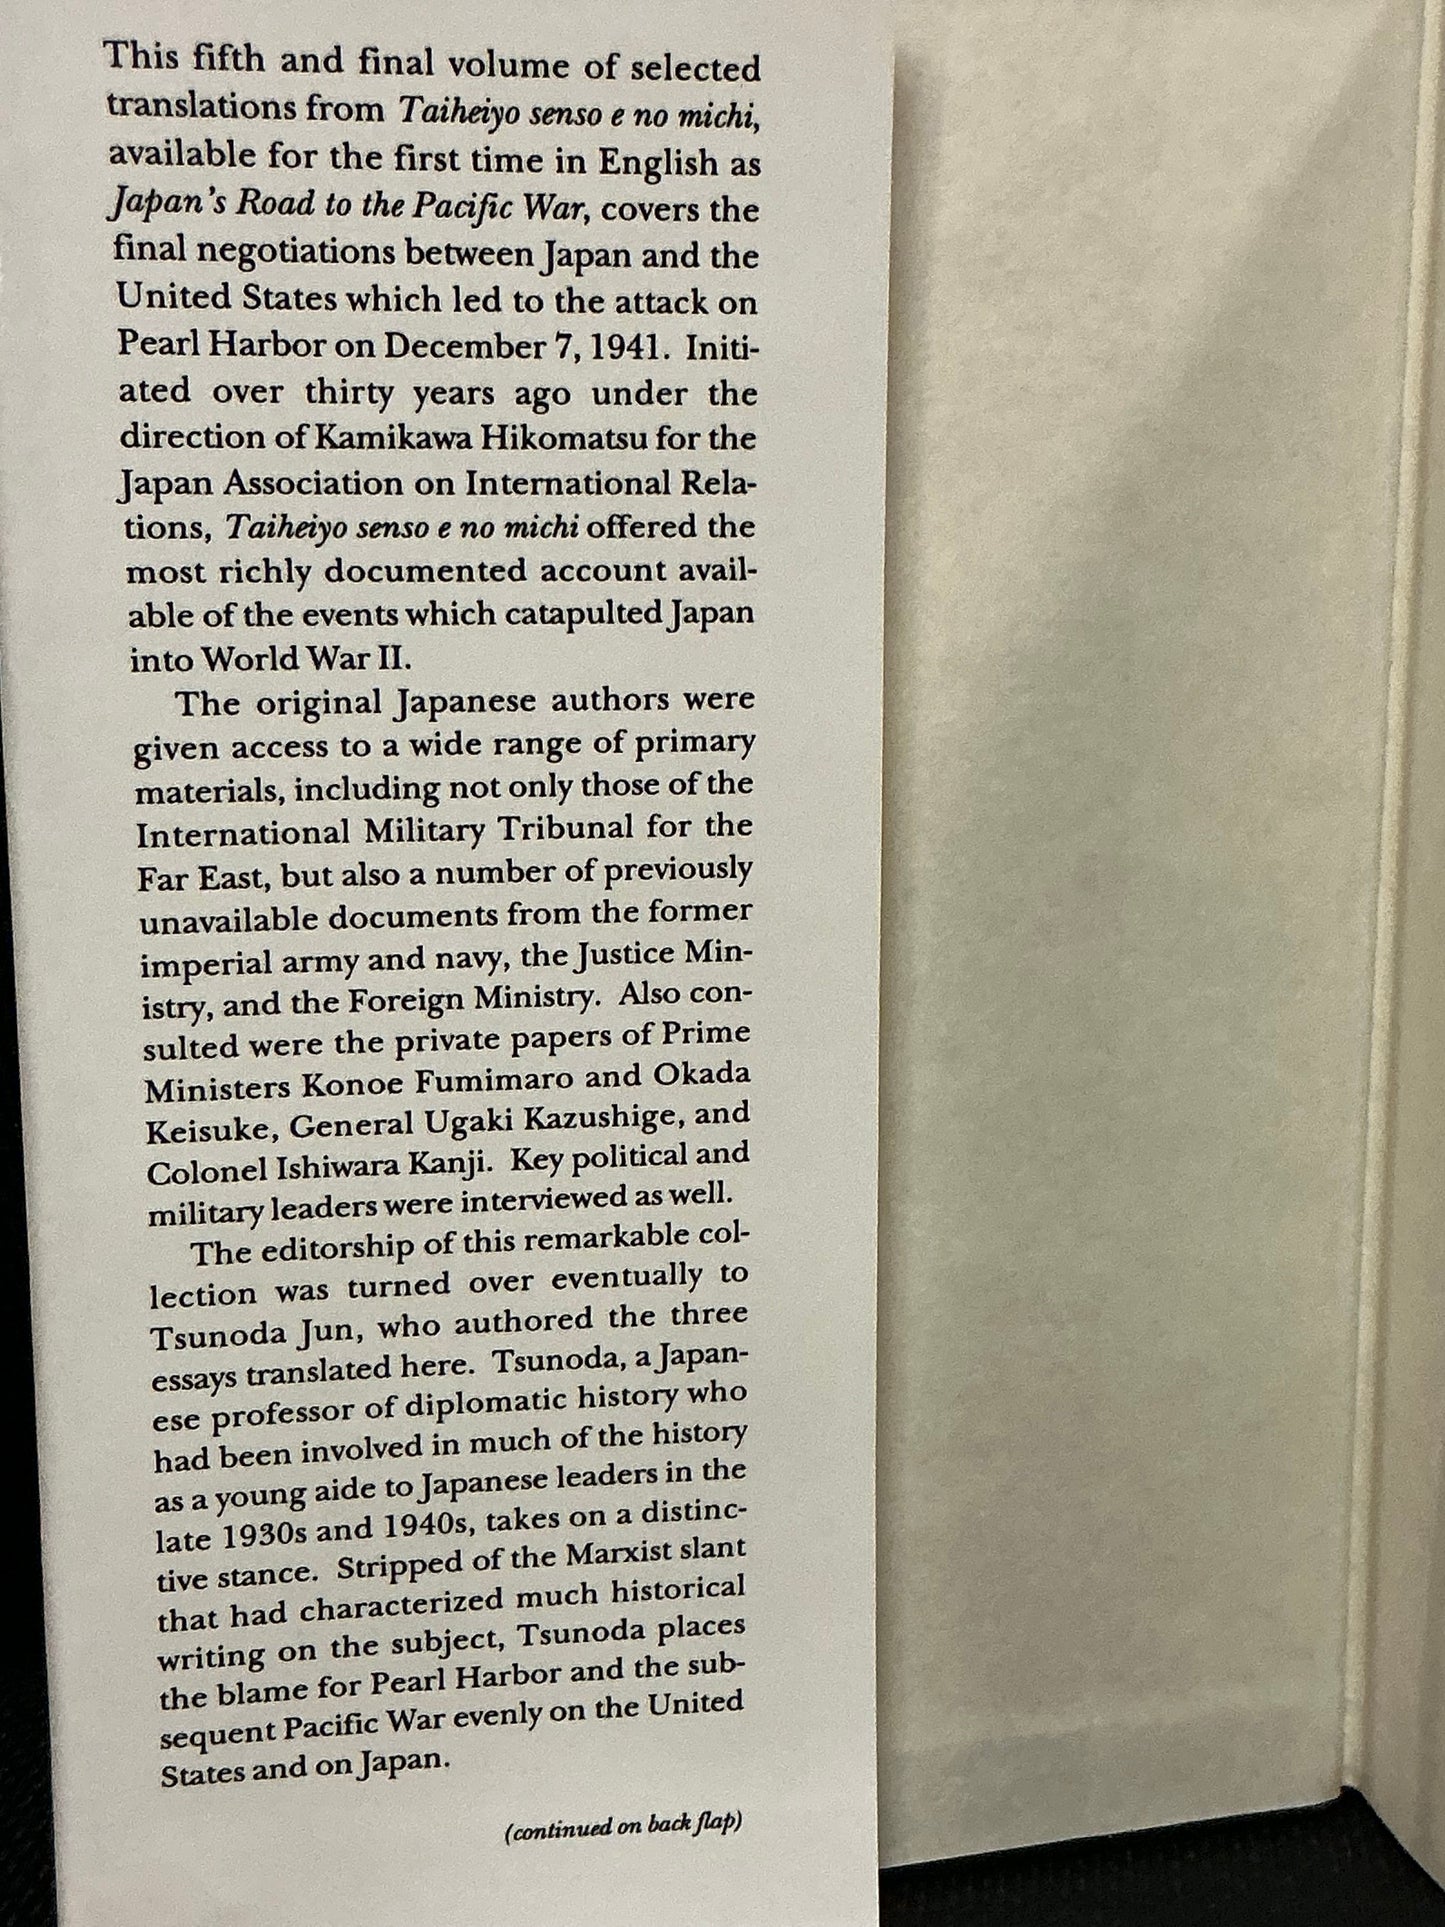 This fifth and final volume of selected
translations from Taiheiyo senso e no michi,
available for the first time in English as
Japan's Road to the Pacific War, covers the
final negotiations between Japan and the
United States which led to the attack on
Pearl Harbor on December 7, 1941. Initi-
ated over thirty years ago under the
direction of Kamikawa Hikomatsu for the
Japan Association on International Rela-
tions, Taiheiyo senso e no michi offered the
most richly documented account avail-
able of the events which catapulted Japan
into World War II.
The original Japanese authors were
given access to a wide range of primary
materials, including not only those of the
International Military Tribunal for the
Far East, but also a number of previously
unavailable documents from the former
imperial army and navy, the Justice Min-
istry, and the Foreign Ministry. Also con-
sulted were the private papers of Prime
Ministers Konoe Fumimaro and Okada
Keisuke, General Ugaki Kazushige, and
Colonel Ishiwara Kanji. Key political and
military leaders were interviewed as well.
The editorship of this remarkable col-
lection was turned over eventually to
Tsunoda Jun, who authored the three
essays translated here. Tsunoda, a Japan-
ese professor of diplomatic history who
had been involved in much of the history
as a young aide to Japanese leaders in the
late 1930s and 1940s, takes on a distinc-
tive stance. Stripped of the Marxist slant
that had characterized much historical
writing on the subject, Tsunoda places
the blame for Pearl Harbor and the sub-
sequent Pacific War evenly on the United
States and on Japan.
(continued on back flap)